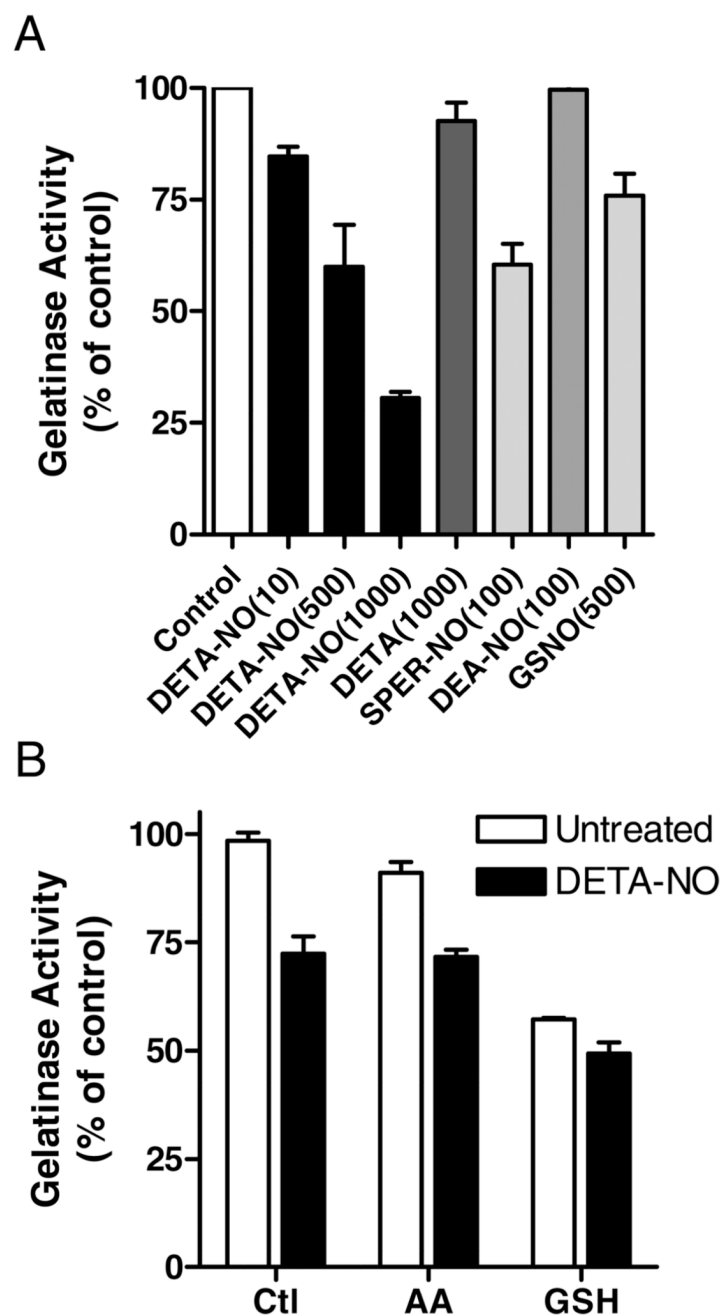 A
Gelatinase Activity
(% of control)
100
75
50
25
0
Control
DETA-NO(10)
DETA-NO(500)
DETA-NO(1000)
DETA(1000)
SPER-NO(100)
DEA-NO(100)
GSNO(500)
B
Gelatinase Activity
(% of control)
100
75
50
25
0
Untreated
DETA-NO
Ctl
AA
GSH